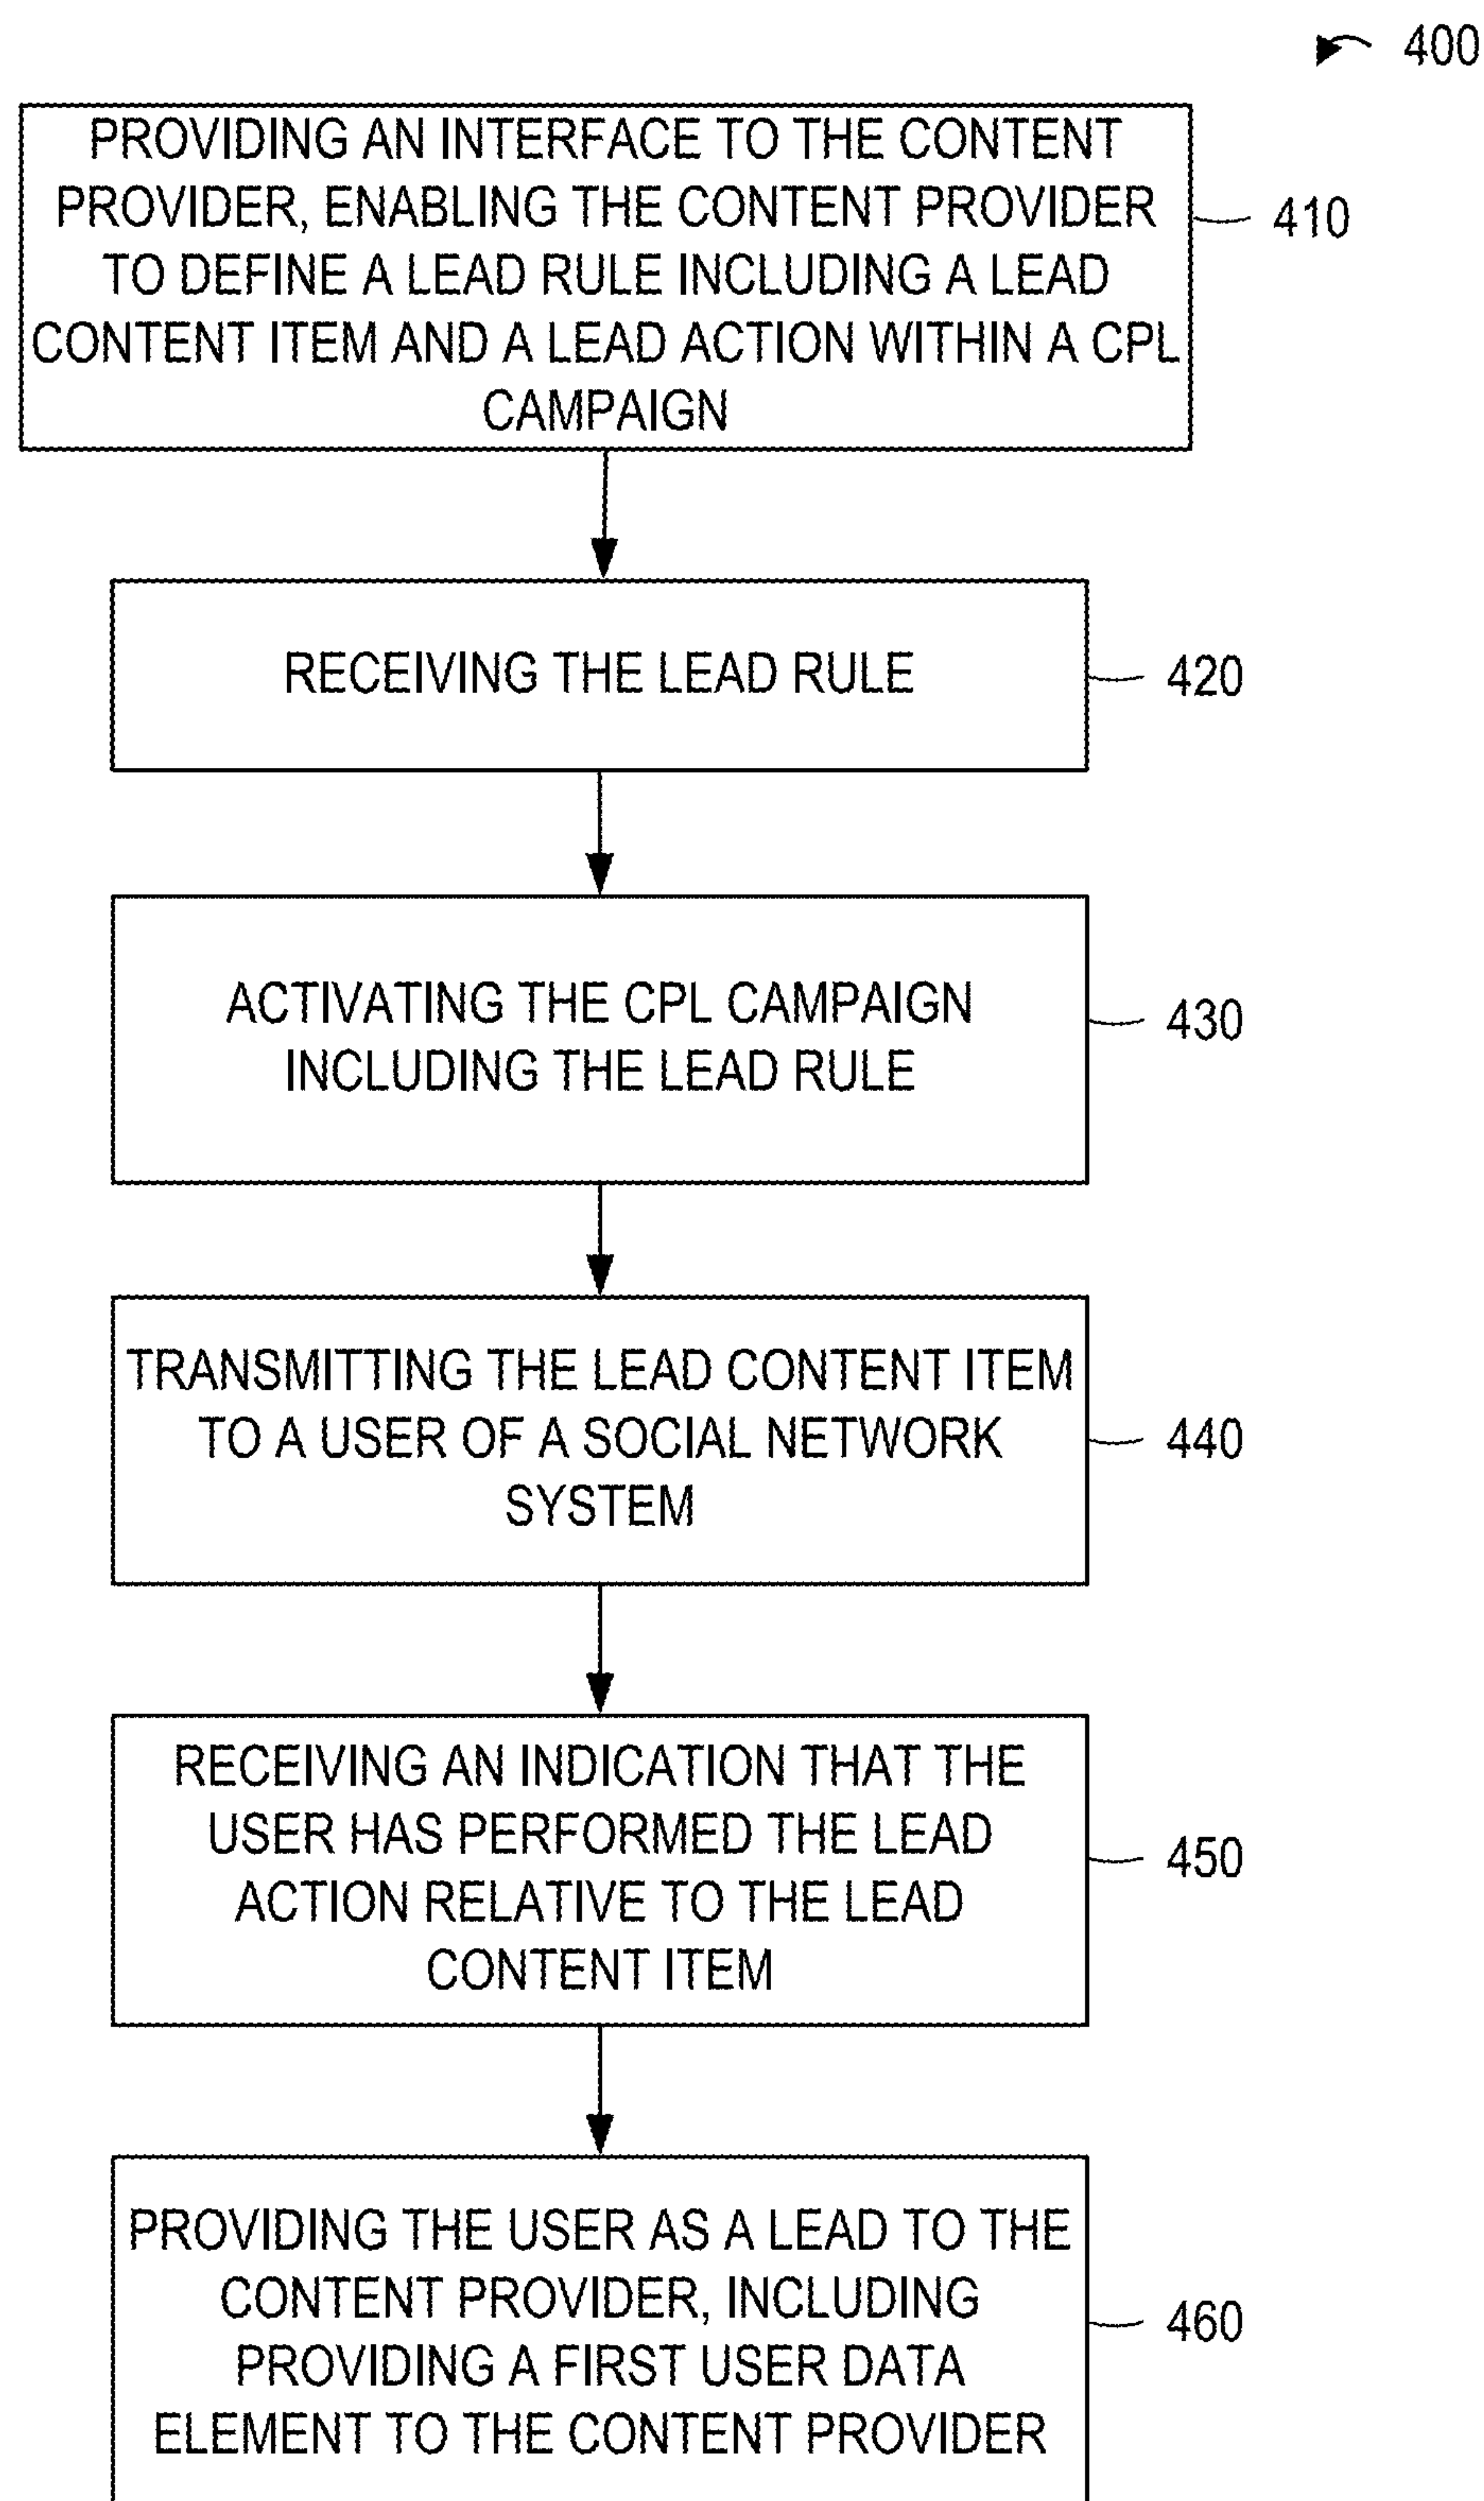 400
PROVIDING AN INTERFACE TO THE CONTENT
PROVIDER, ENABLING THE CONTENT PROVIDER
TO DEFINE A LEAD RULE INCLUDING A LEAD
CONTENT ITEM AND A LEAD ACTION WITHIN A CPL
CAMPAIGN
410
RECEIVING THE LEAD RULE
420
ACTIVATING THE CPL CAMPAIGN
INCLUDING THE LEAD RULE
430
TRANSMITTING THE LEAD CONTENT ITEM
TO A USER OF A SOCIAL NETWORK
SYSTEM
440
RECEIVING AN INDICATION THAT THE
USER HAS PERFORMED THE LEAD
ACTION RELATIVE TO THE LEAD
CONTENT ITEM
450
PROVIDING THE USER AS A LEAD TO THE
CONTENT PROVIDER, INCLUDING
PROVIDING A FIRST USER DATA
ELEMENT TO THE CONTENT PROVIDER
460